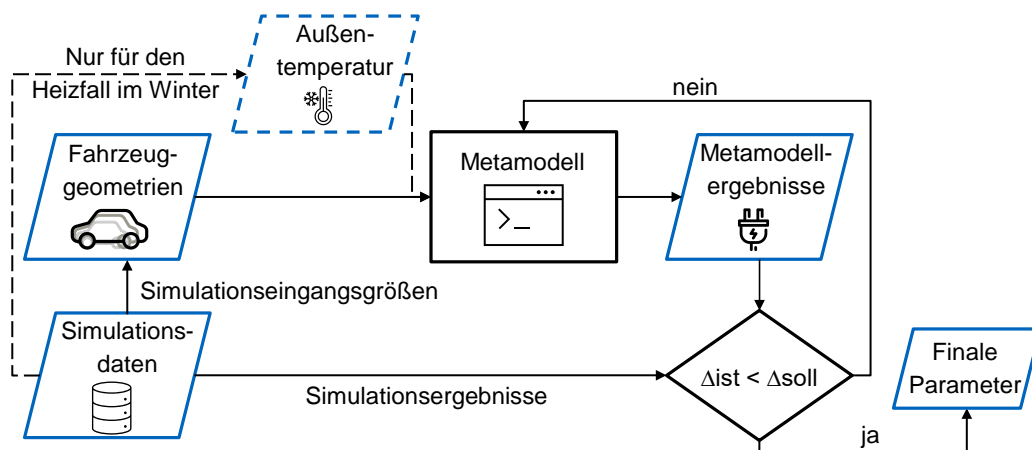 Außen-
temperatur
Nur für den
Heizfall im Winter
nein
Fahrzeug-
geometrien
Metamodell
>_
Metamodell-
ergebnisse
Simulationseingangsgrößen
Simulations-
daten
Simulationsergebnisse
Δist < Δsoll
Finale
Parameter
ja